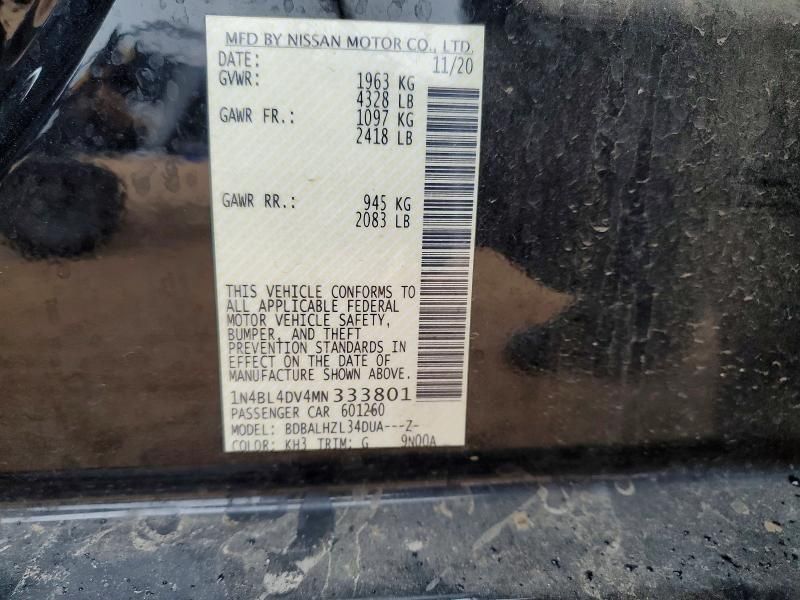 MFD BY NISSAN MOTOR CO., LTD.
DATE: 11/20
GVWR: 1963 KG
4328 LB
GAWR FR.: 1097 KG
2418 LB
GAWR RR.: 945 KG
2083 LB
THIS VEHICLE CONFORMS TO
ALL APPLICABLE FEDERAL
MOTOR VEHICLE SAFETY,
BUMPER, AND THEFT
PREVENTION STANDARDS IN
EFFECT ON THE DATE OF
MANUFACTURE SHOWN ABOVE.
1N4BL4DV4MN333801
PASSENGER CAR 601260
MODEL: BDBALHZL34DUA---Z-
COLOR: KH3 TRIM: G 9N00A